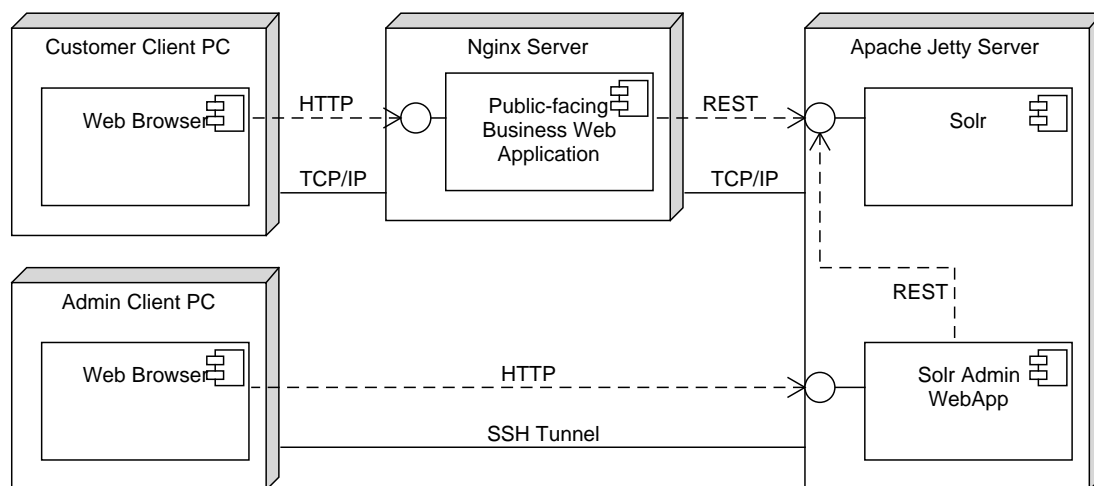 Customer Client PC
Nginx Server
Apache Jetty Server
Web Browser
HTTP
Public-facing
Business Web
Application
REST
Solr
TCP/IP
TCP/IP
Admin Client PC
REST
Web Browser
HTTP
Solr Admin
WebApp
SSH Tunnel